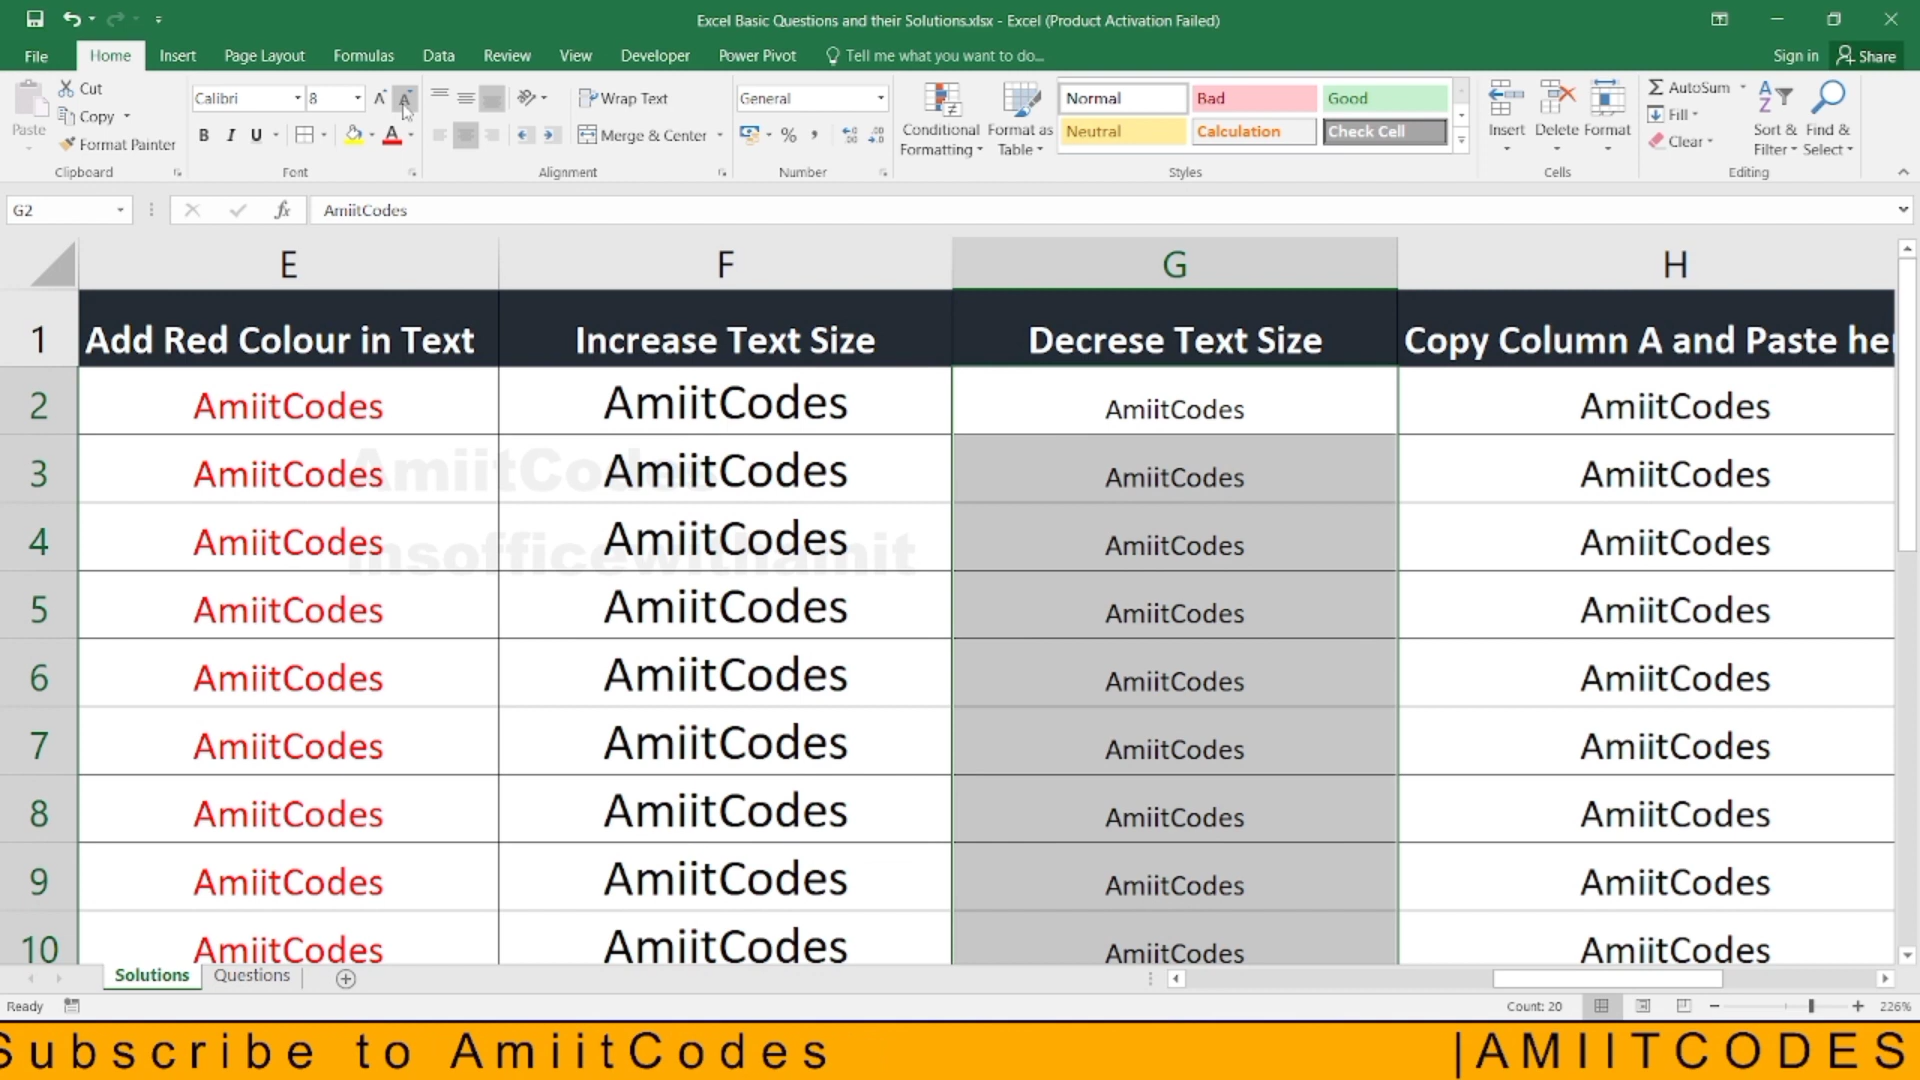 Excel Basic Questions and their Solutions.xlsx - Excel (Product Activation Failed)
File Home Insert Page Layout Formulas Data Review View Developer Power Pivot Tell me what you want to do... Sign in Share
Paste
Cut
Copy
Format Painter
Clipboard
Calibri 8
B I U
Font
Wrap Text
Merge & Center
Alignment
General
% ,
Number
Conditional Formatting
Format as Table
Normal Bad Good
Neutral Calculation Check Cell
Styles
Insert Delete Format
Cells
AutoSum
Fill
Clear
Sort & Filter
Find & Select
Editing
G2 fx AmiitCodes
E F G H
1 Add Red Colour in Text Increase Text Size Decrese Text Size Copy Column A and Paste her
2 AmiitCodes AmiitCodes AmiitCodes AmiitCodes
3 AmiitCodes AmiitCodes AmiitCodes AmiitCodes
AmiitCodes
4 AmiitCodes AmiitCodes AmiitCodes AmiitCodes
msofficewithamit
5 AmiitCodes AmiitCodes AmiitCodes AmiitCodes
6 AmiitCodes AmiitCodes AmiitCodes AmiitCodes
7 AmiitCodes AmiitCodes AmiitCodes AmiitCodes
8 AmiitCodes AmiitCodes AmiitCodes AmiitCodes
9 AmiitCodes AmiitCodes AmiitCodes AmiitCodes
10 AmiitCodes AmiitCodes AmiitCodes AmiitCodes
Solutions Questions
Ready Count: 20 226%
Subscribe to AmiitCodes |AMIITCODES